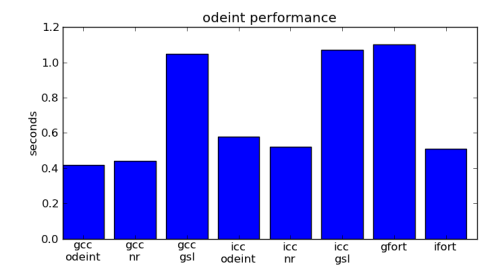 odeint performance
1.2
1.0
0.8
0.6
0.4
0.2
0.0
seconds
gcc odeint
gcc nr
gcc gsl
icc odeint
icc nr
icc gsl
gfort
ifort